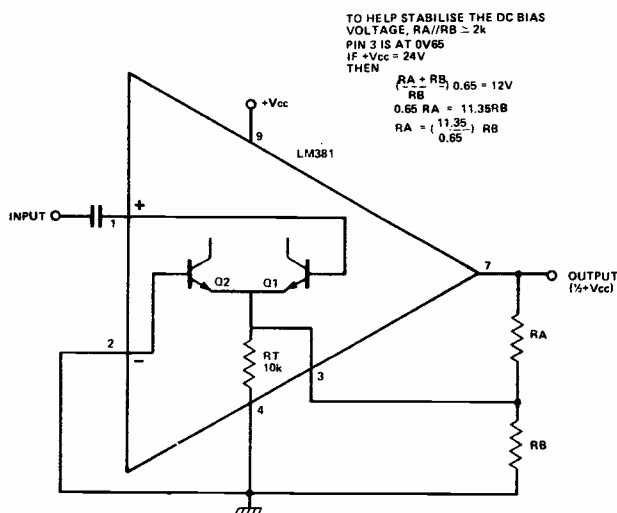 TO HELP STABILISE THE DC BIAS
VOLTAGE, RA//RB ≃ 2k
PIN 3 IS AT 0V65
IF +Vcc = 24V
THEN
(RA + RB / RB) 0.65 = 12V
0.65 RA = 11.35RB
RA = (11.35 / 0.65) RB
+Vcc
9
LM381
INPUT
1
+
Q2
Q1
7
OUTPUT
(½+Vcc)
2
−
RT
10k
3
4
RA
RB